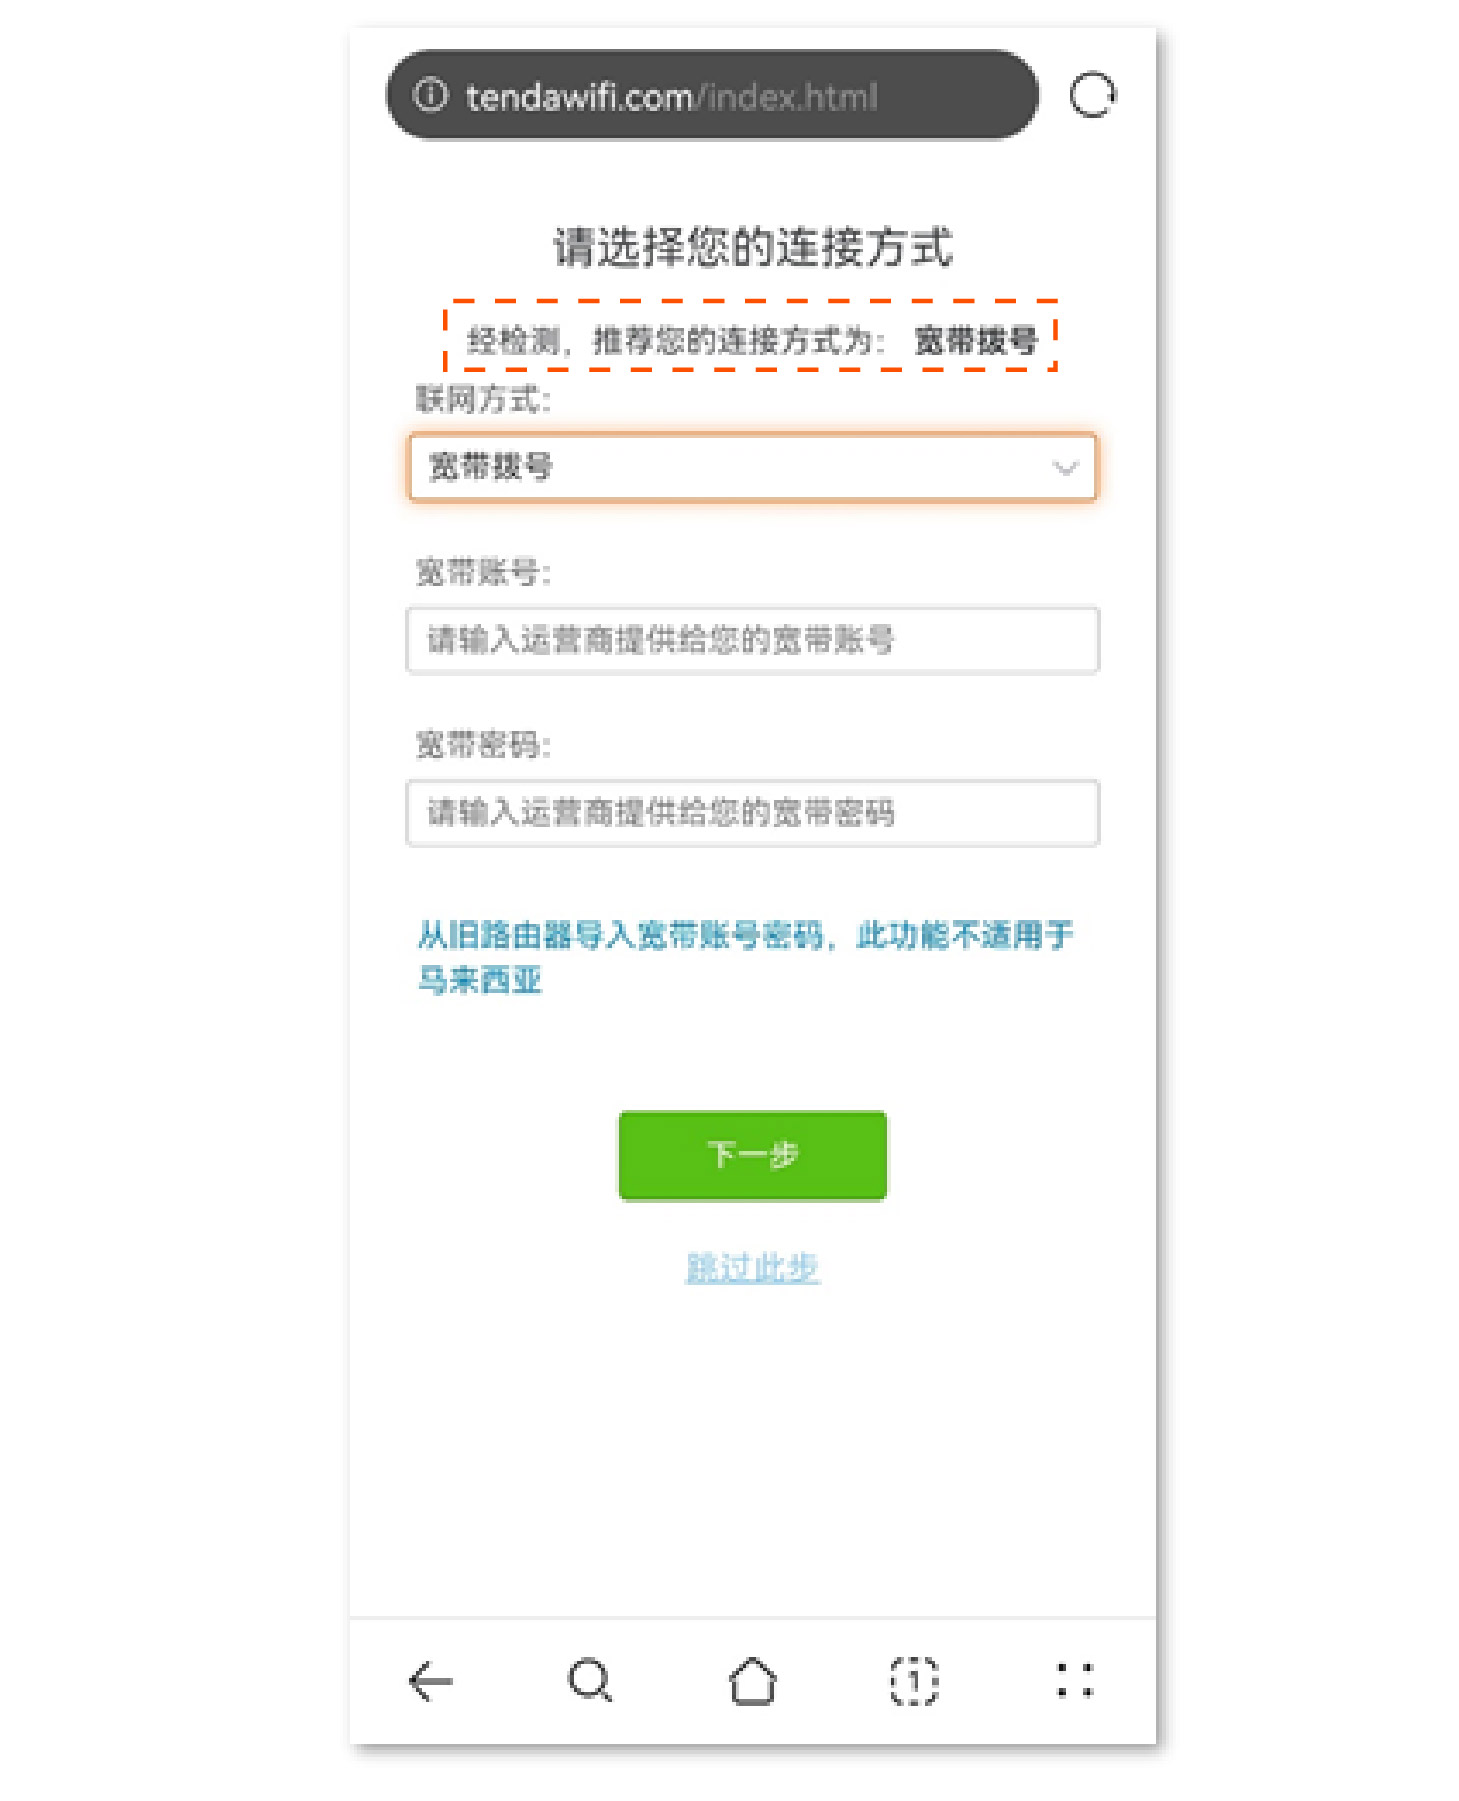 tendawifi.com/index.html
请选择您的连接方式
经检测，推荐您的连接方式为： 宽带拨号
联网方式：
宽带拨号
宽带账号：
请输入运营商提供给您的宽带账号
宽带密码：
请输入运营商提供给您的宽带密码
从旧路由器导入宽带账号密码，此功能不适用于
马来西亚
下一步
跳过此步
1